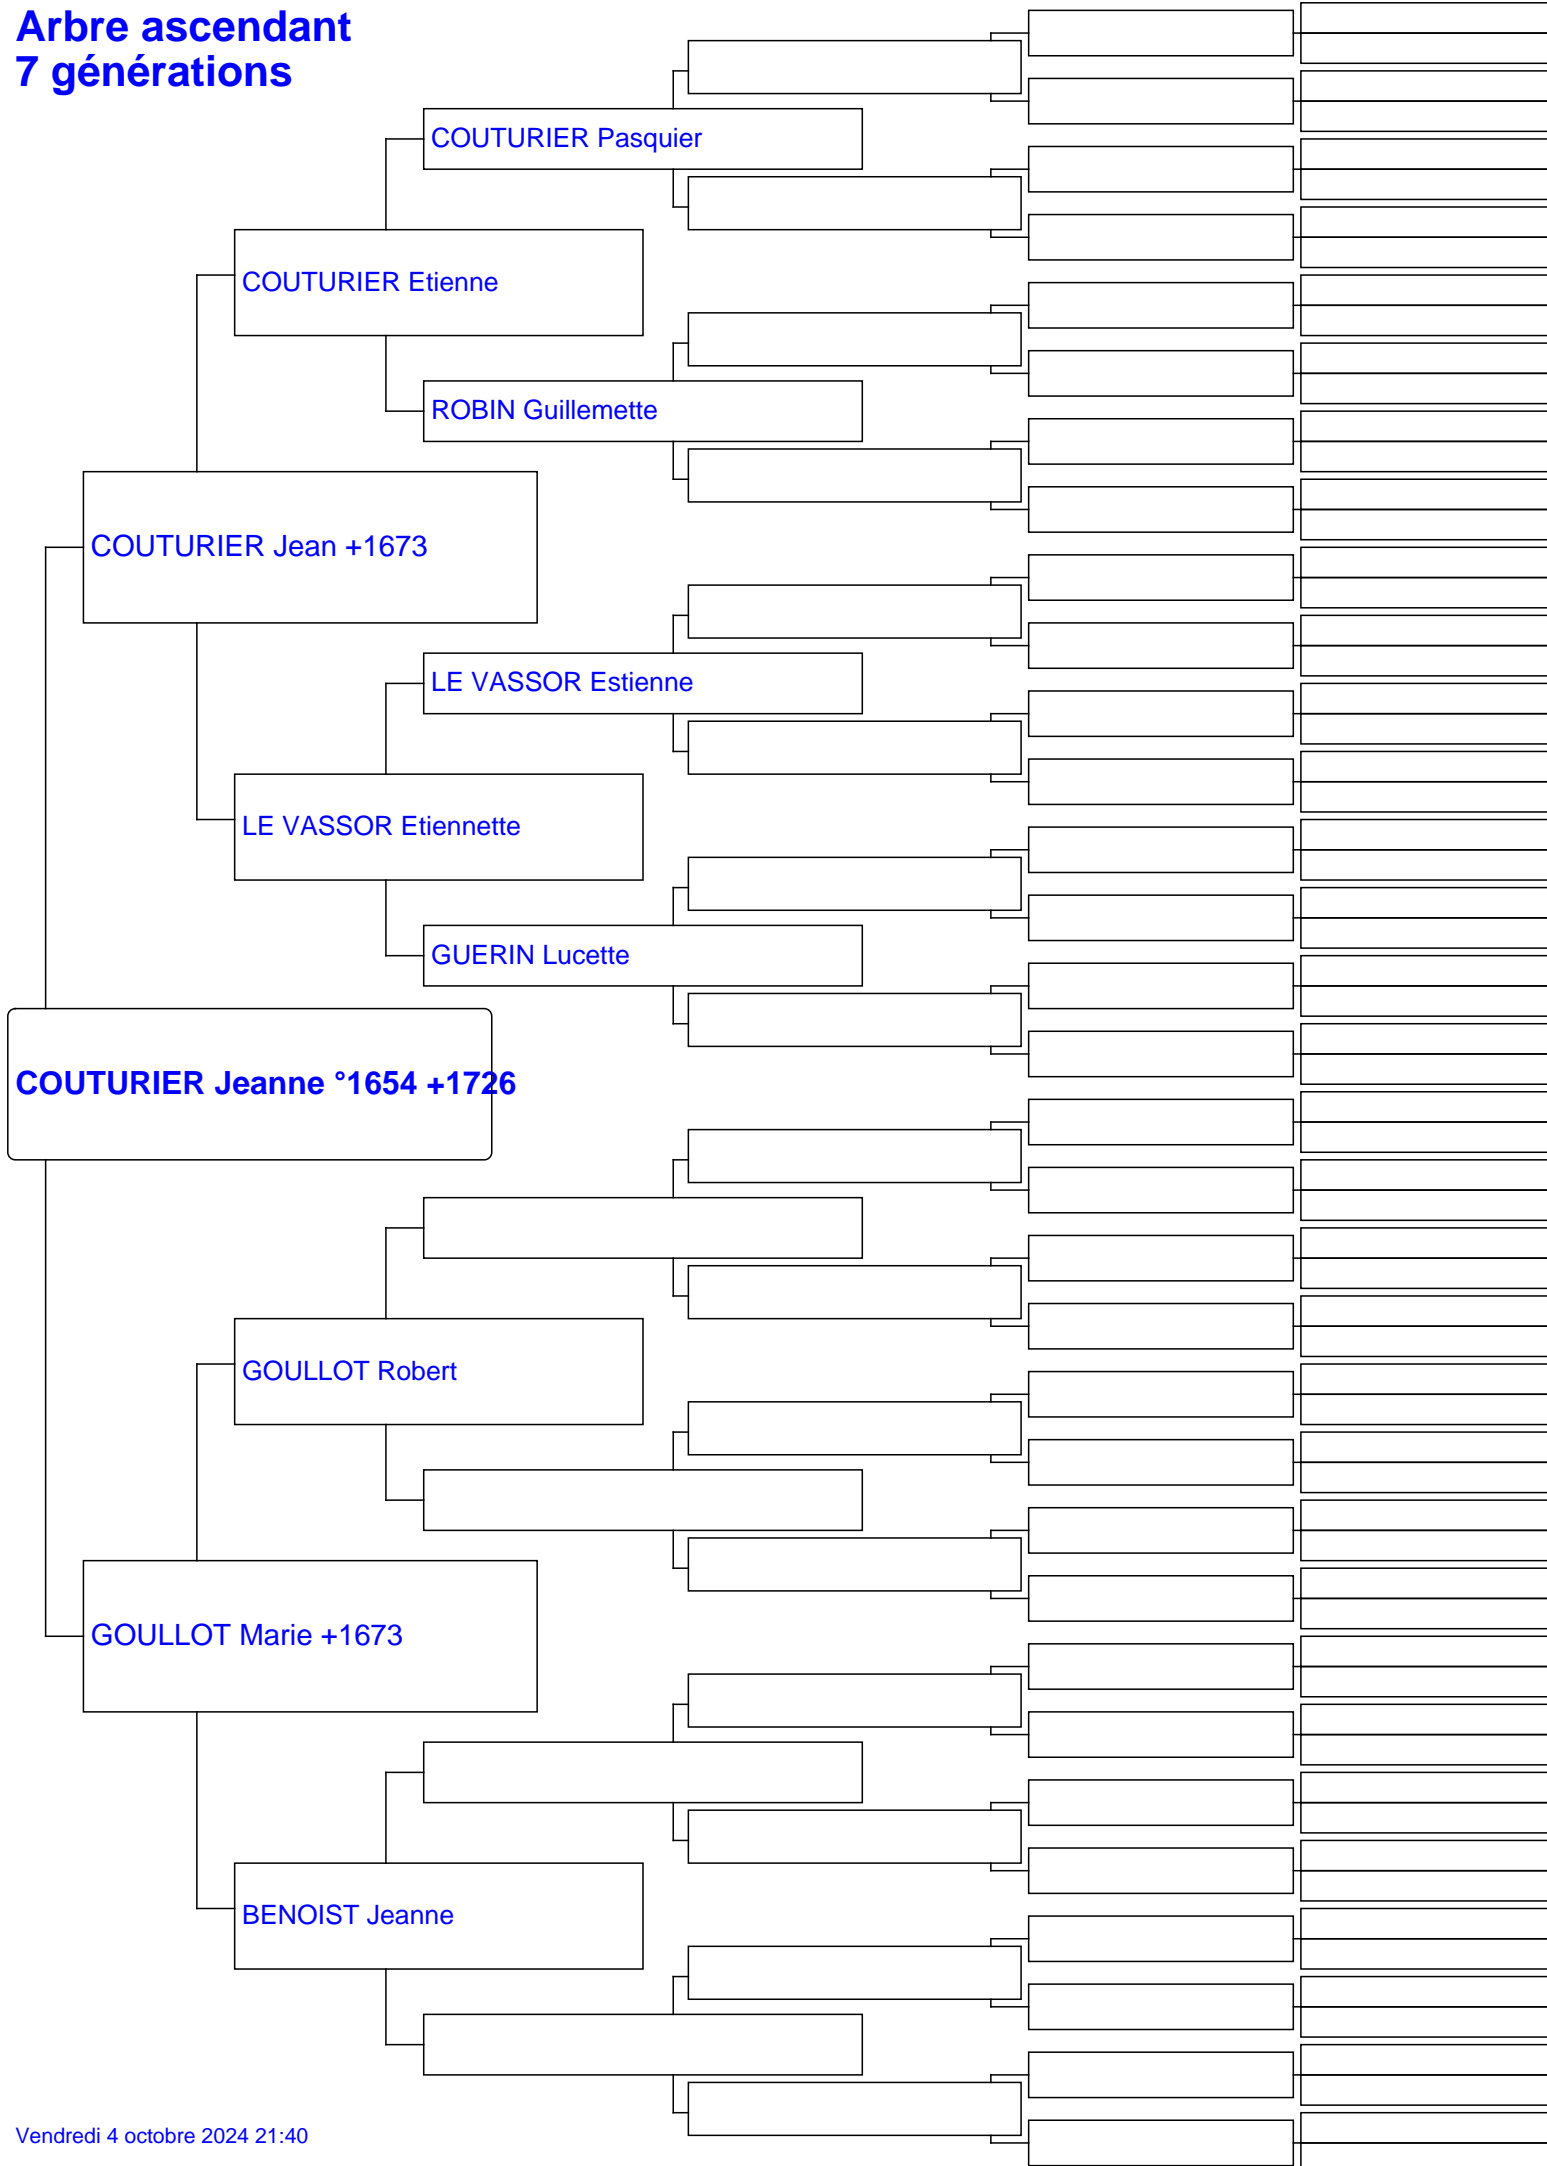 Arbre ascendant
7 générations
COUTURIER Pasquier
COUTURIER Etienne
ROBIN Guillemette
COUTURIER Jean +1673
LE VASSOR Estienne
LE VASSOR Etiennette
GUERIN Lucette
COUTURIER Jeanne °1654 +1726
GOULLOT Robert
GOULLOT Marie +1673
BENOIST Jeanne
Vendredi 4 octobre 2024 21:40